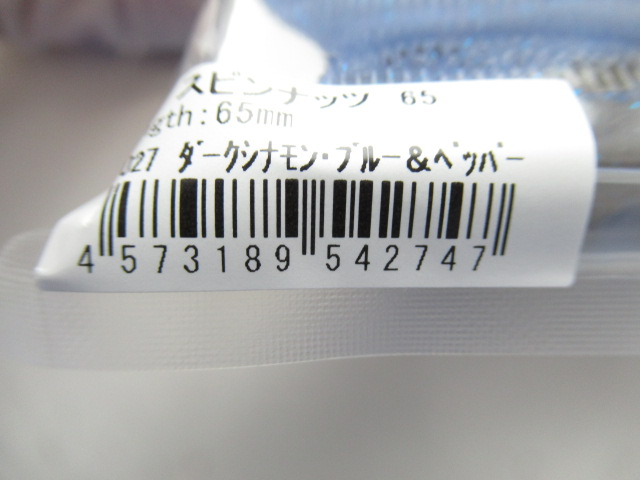 スピンナッツ 65
gth:65mm
027 ダークシナモン・ブルー&ペッパー
4 573189 542747